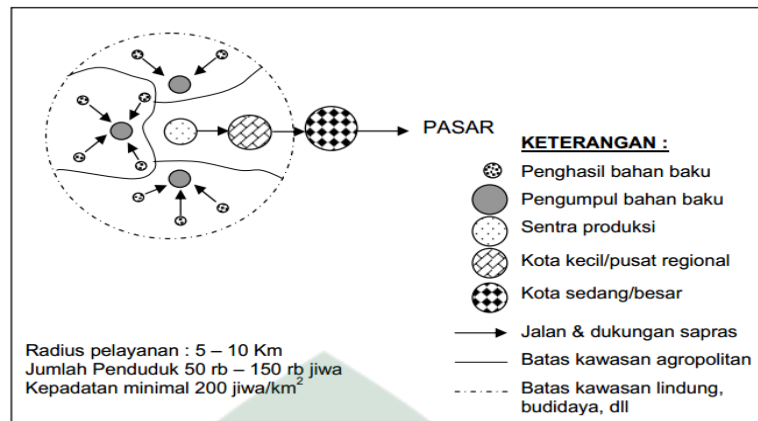 PASAR
KETERANGAN :
Penghasil bahan baku
Pengumpul bahan baku
Sentra produksi
Kota kecil/pusat regional
Kota sedang/besar
Jalan & dukungan sapras
Batas kawasan agropolitan
Batas kawasan lindung,
budidaya, dll
Radius pelayanan : 5 – 10 Km
Jumlah Penduduk 50 rb – 150 rb jiwa
Kepadatan minimal 200 jiwa/km²